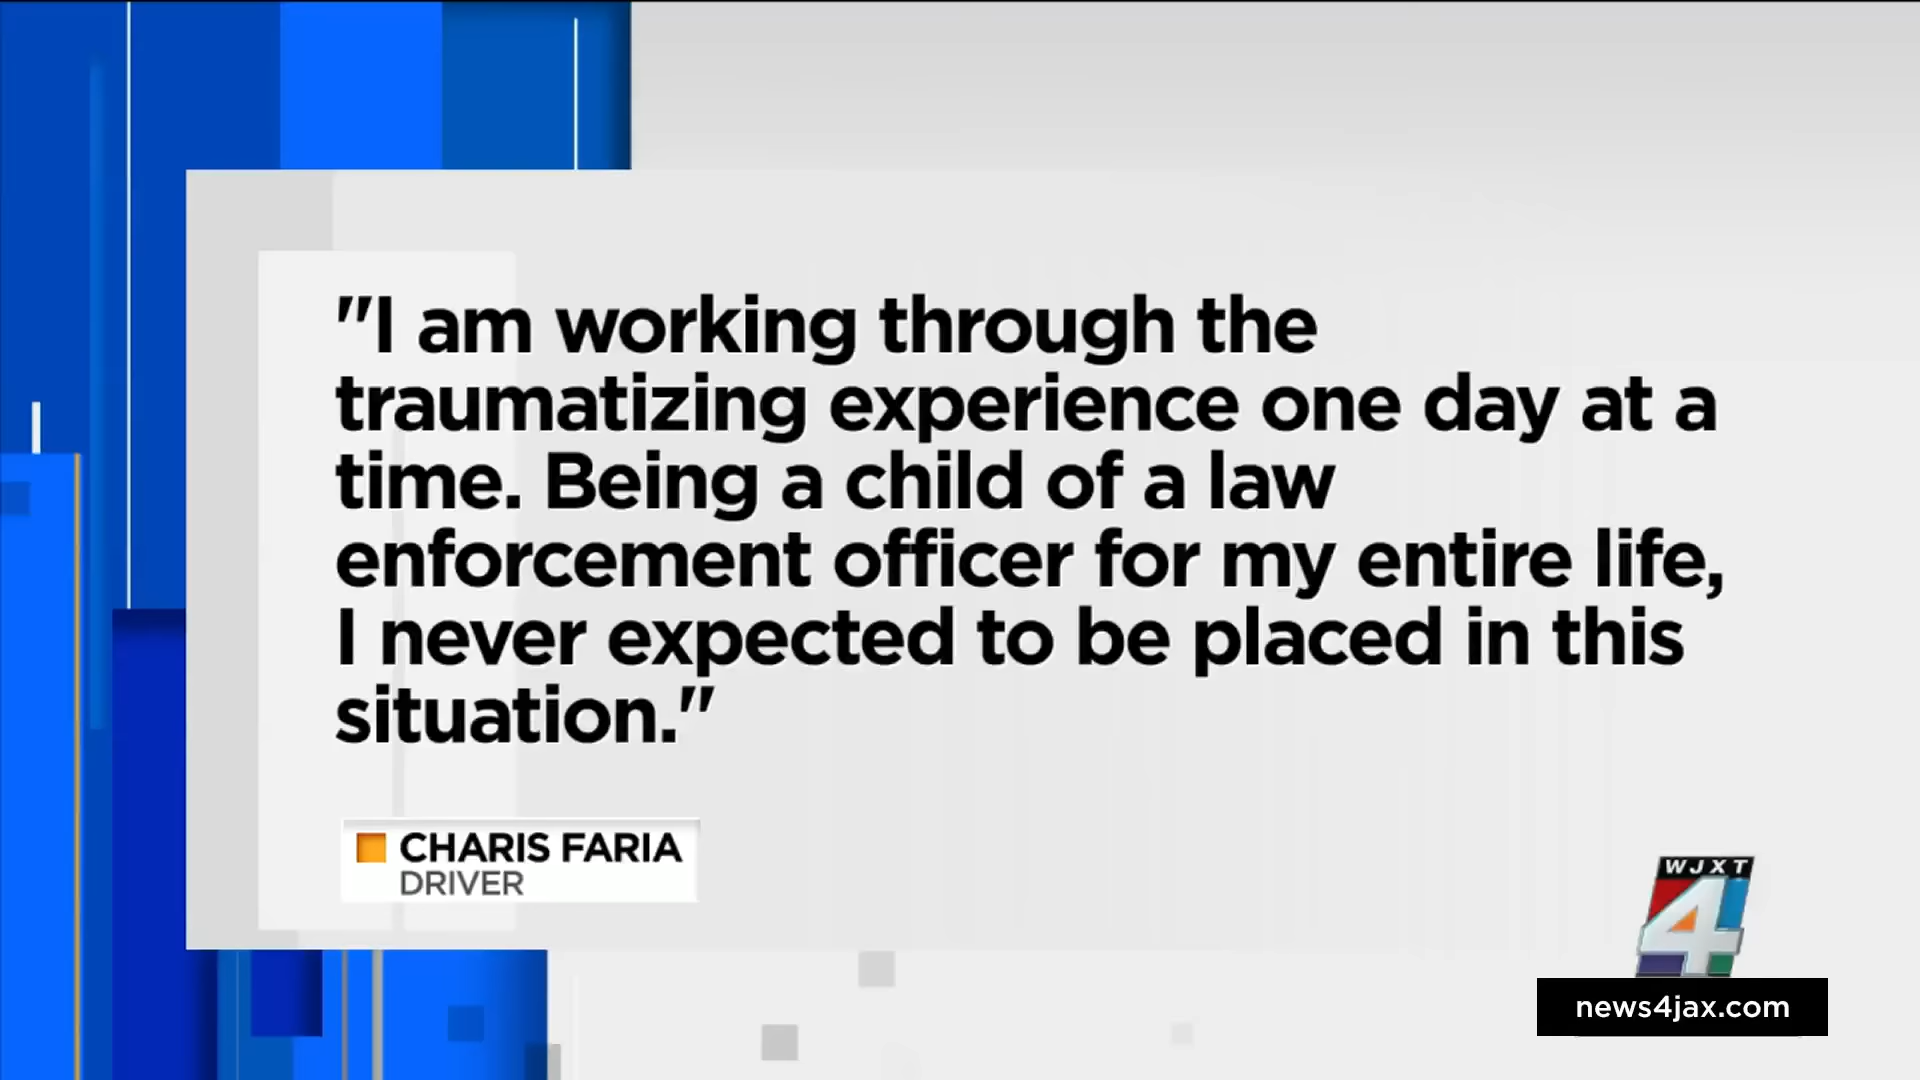 "I am working through the
traumatizing experience one day at a
time. Being a child of a law
enforcement officer for my entire life,
I never expected to be placed in this
situation."
CHARIS FARIA
DRIVER
WJXT
4
news4jax.com